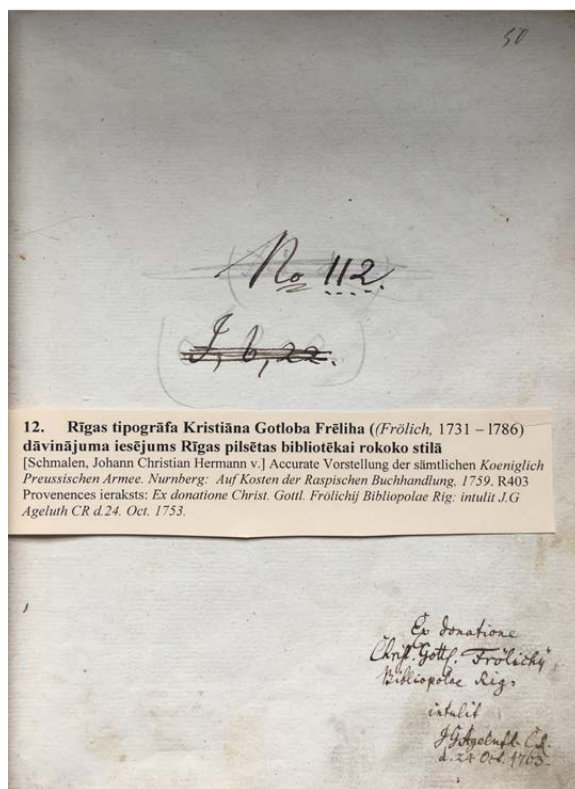 50
No 112.
J, b, 22.
12. Rīgas tipogrāfa Kristiāna Gotloba Frēliha ((Frölich, 1731 – 1786)
dāvinājuma iesējums Rīgas pilsētas bibliotēkai rokoko stilā
[Schmalen, Johann Christian Hermann v.] Accurate Vorstellung der sämtlichen Koeniglich
Preussischen Armee. Nurnberg: Auf Kosten der Raspischen Buchhandlung, 1759. R403
Provenences ieraksts: Ex donatione Christ. Gottl. Frölichij Bibliopolae Rig: intulit J.G
Ageluth CR d.24. Oct. 1753.
Ex donatione
Christ. Gottl. Frölichij
Bibliopolae Rig:
intulit
d. 24 Oct. 1763.